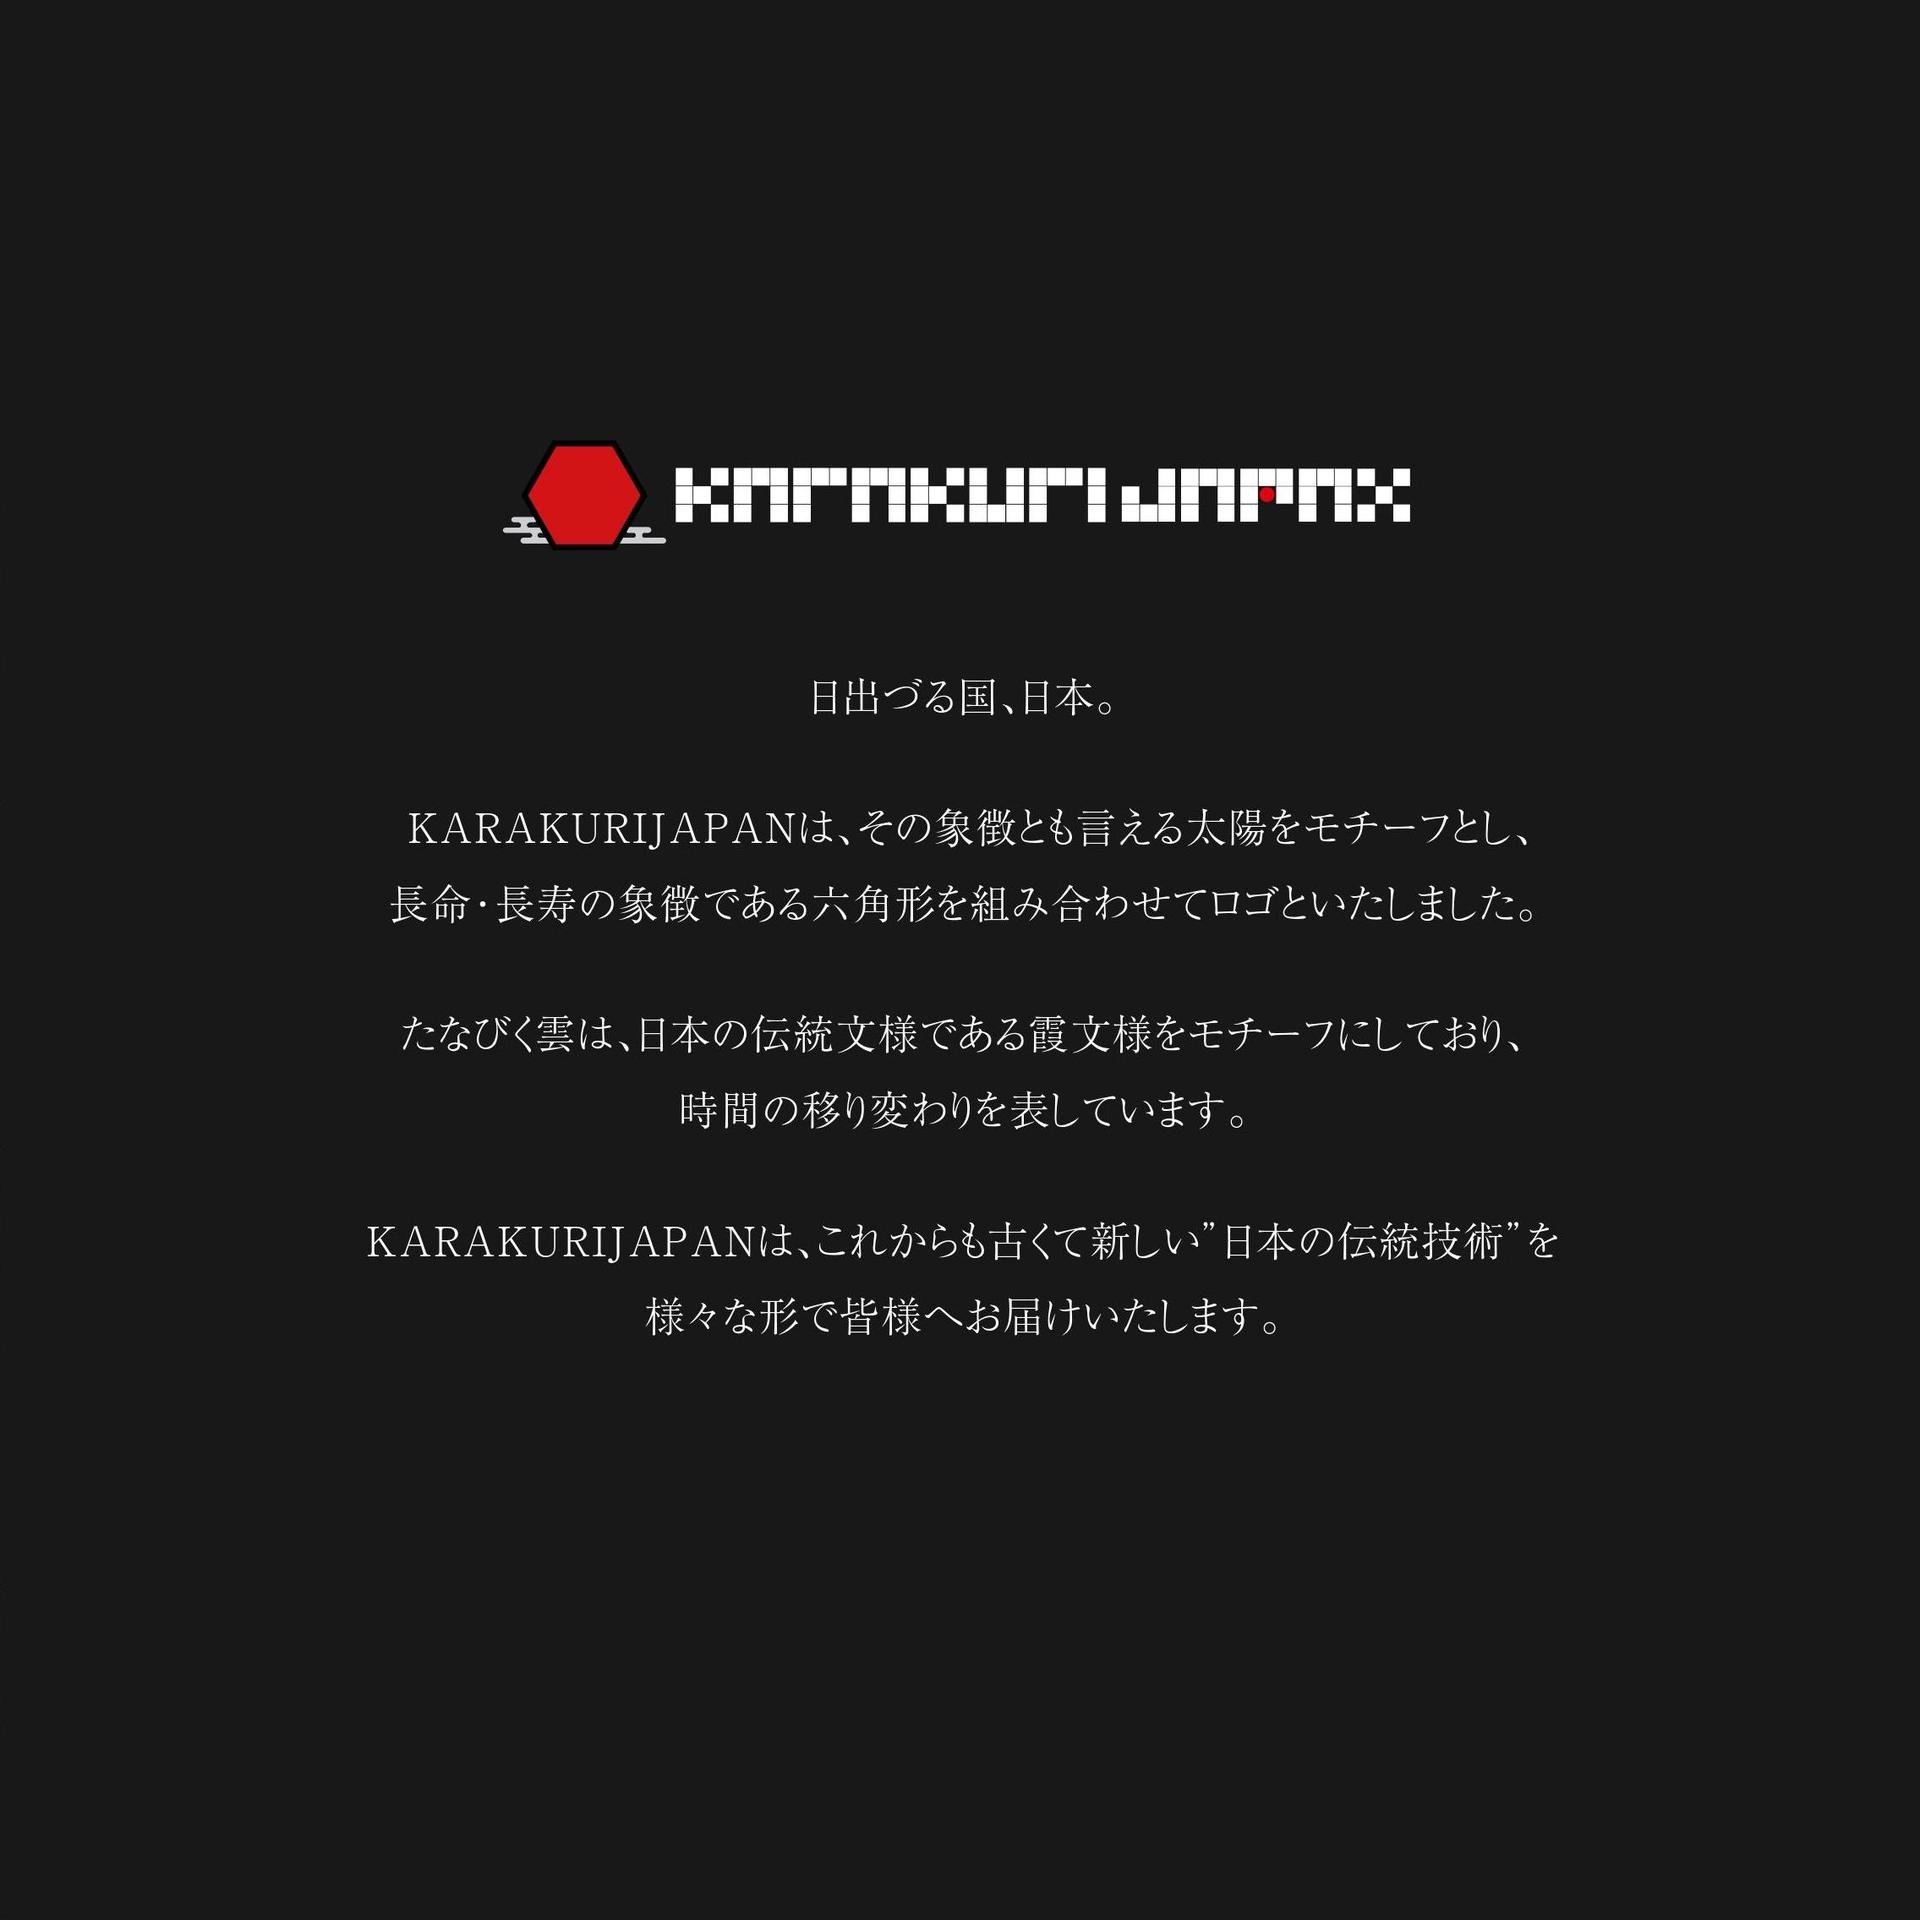 KARAKURIJAPAN
日出づる国、日本。
KARAKURIJAPANは、その象徴とも言える太陽をモチーフとし、
長命・長寿の象徴である六角形を組み合わせてロゴといたしました。
たなびく雲は、日本の伝統文様である霞文様をモチーフにしており、
時間の移り変わりを表しています。
KARAKURIJAPANは、これからも古くて新しい”日本の伝統技術”を
様々な形で皆様へお届けいたします。